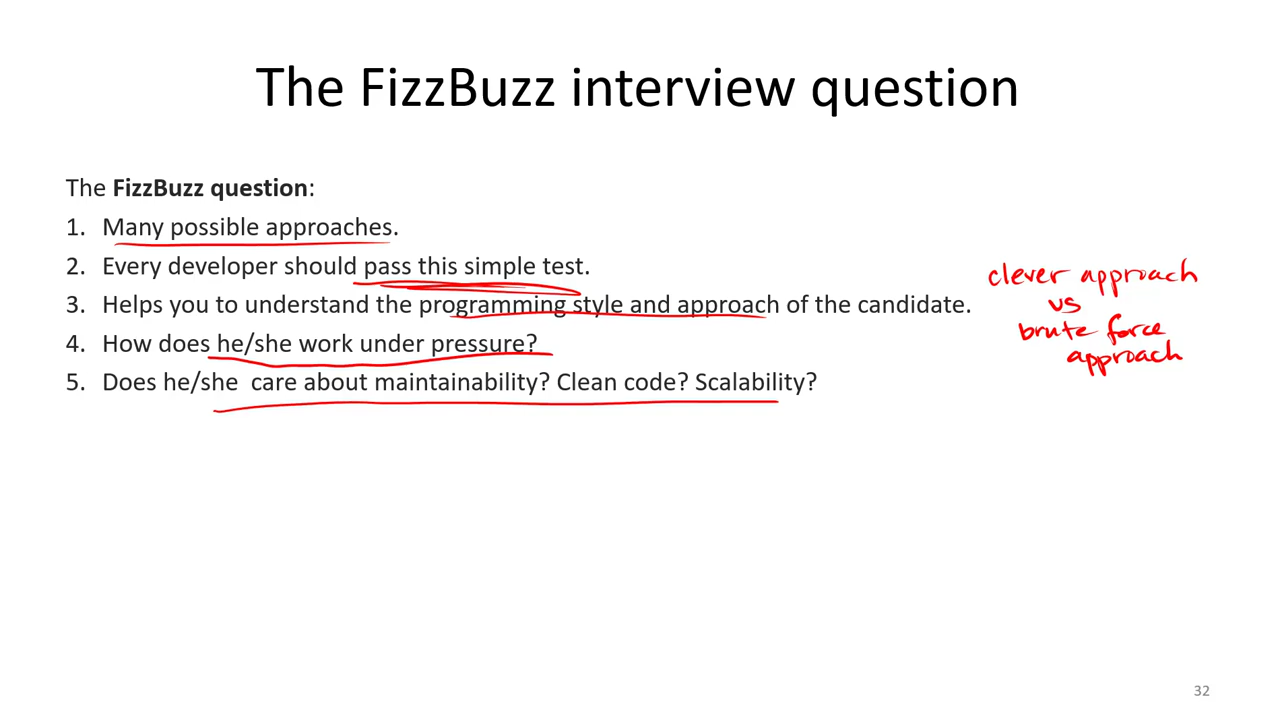 The FizzBuzz interview question
The FizzBuzz question:
1. Many possible approaches.
2. Every developer should pass this simple test.
3. Helps you to understand the programming style and approach of the candidate.
4. How does he/she work under pressure?
5. Does he/she  care about maintainability? Clean code? Scalability?
clever approach
vs
brute force
approach
32